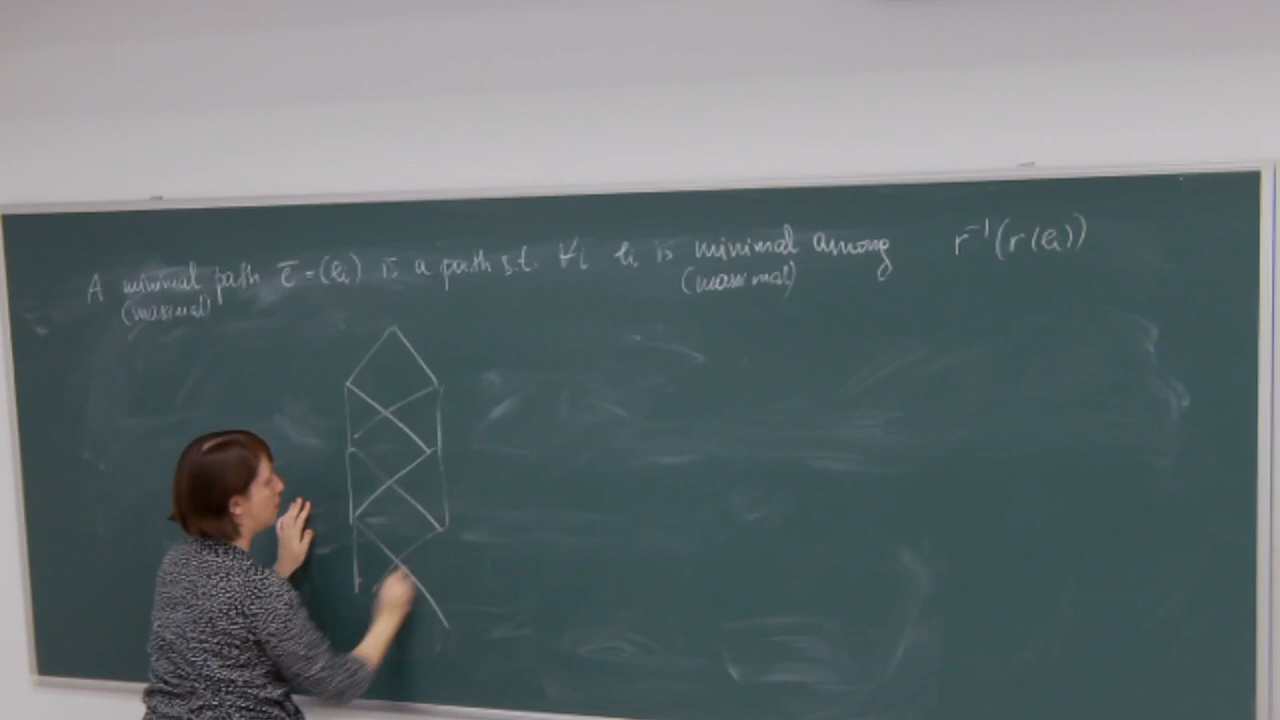 A minimal path ē = (eᵢ) is a path s.t. ∀i eᵢ is minimal among r⁻¹(r(eᵢ))
(maximal) (maximal)